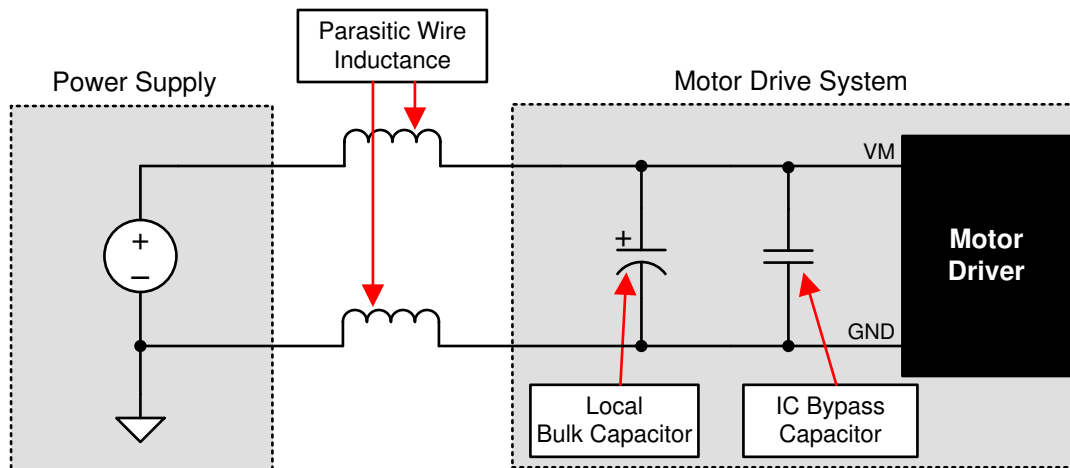 Parasitic Wire
Inductance
Power Supply
Motor Drive System
VM
+
+
−
Motor
Driver
GND
Local
Bulk Capacitor
IC Bypass
Capacitor